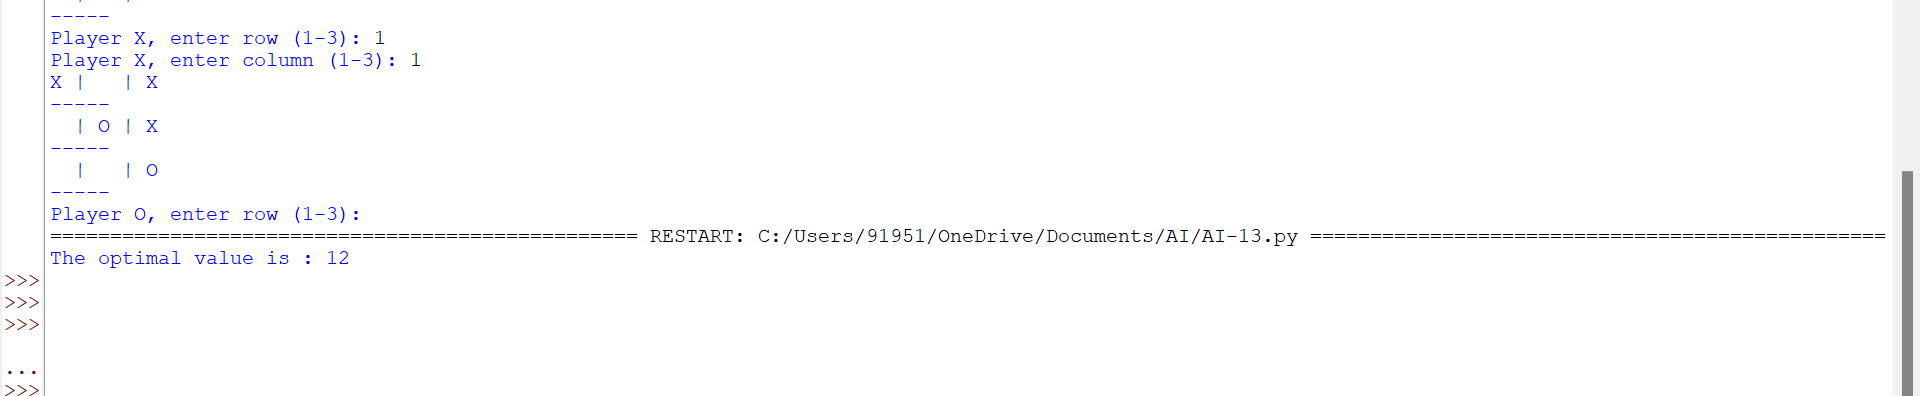 -----
Player X, enter row (1-3): 1
Player X, enter column (1-3): 1
X |   | X
-----
  | O | X
-----
  |   | O
-----
Player O, enter row (1-3):
================================================= RESTART: C:/Users/91951/OneDrive/Documents/AI/AI-13.py ================================================
The optimal value is : 12
>>>
>>>
>>>
...
>>>